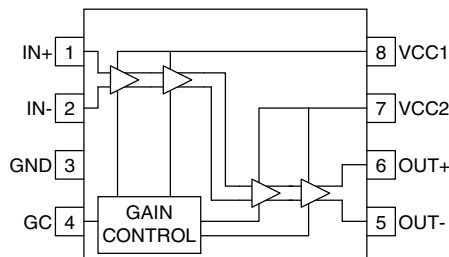 IN+ 1
8 VCC1
IN- 2
7 VCC2
GND 3
6 OUT+
GC 4
GAIN
CONTROL
5 OUT-